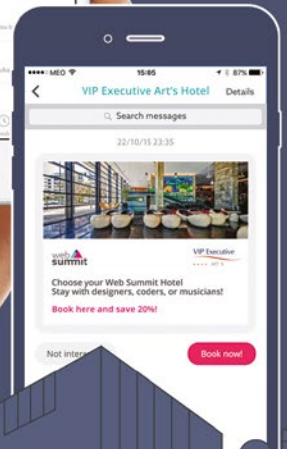 MEO 15:05 87%
VIP Executive Art's Hotel Details
Search messages
22/10/15 23:35
web summit
VIP Executive
ART'S
Choose your Web Summit Hotel
Stay with designers, coders, or musicians!
Book here and save 20%!
Not
Book now!